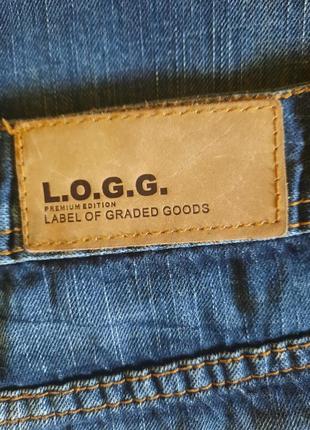 L.O.G.G.
PREMIUM EDITION
LABEL OF GRADED GOODS